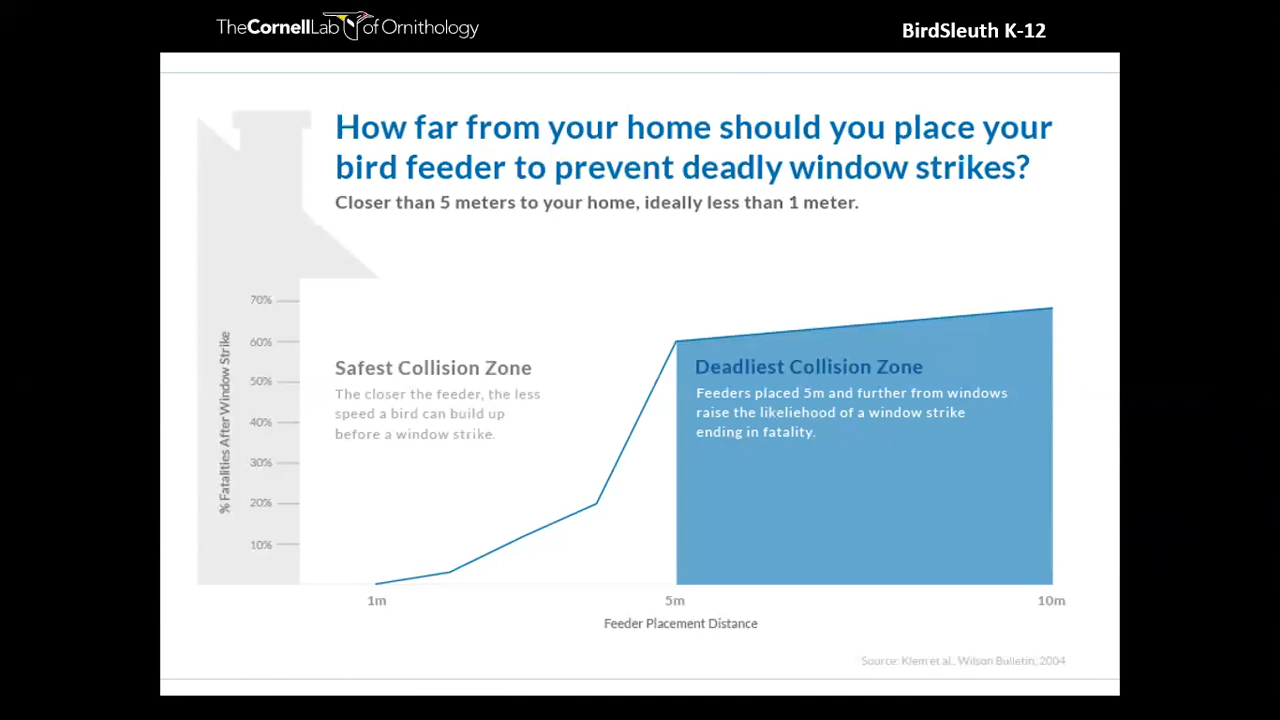 TheCornellLab of Ornithology
BirdSleuth K-12
How far from your home should you place your
bird feeder to prevent deadly window strikes?
Closer than 5 meters to your home, ideally less than 1 meter.
% Fatalities After Window Strike
70%
60%
50%
40%
30%
20%
10%
Safest Collision Zone
The closer the feeder, the less
speed a bird can build up
before a window strike.
Deadliest Collision Zone
Feeders placed 5m and further from windows
raise the likeliehood of a window strike
ending in fatality.
1m
5m
10m
Feeder Placement Distance
Source: Klem et al., Wilson Bulletin, 2004